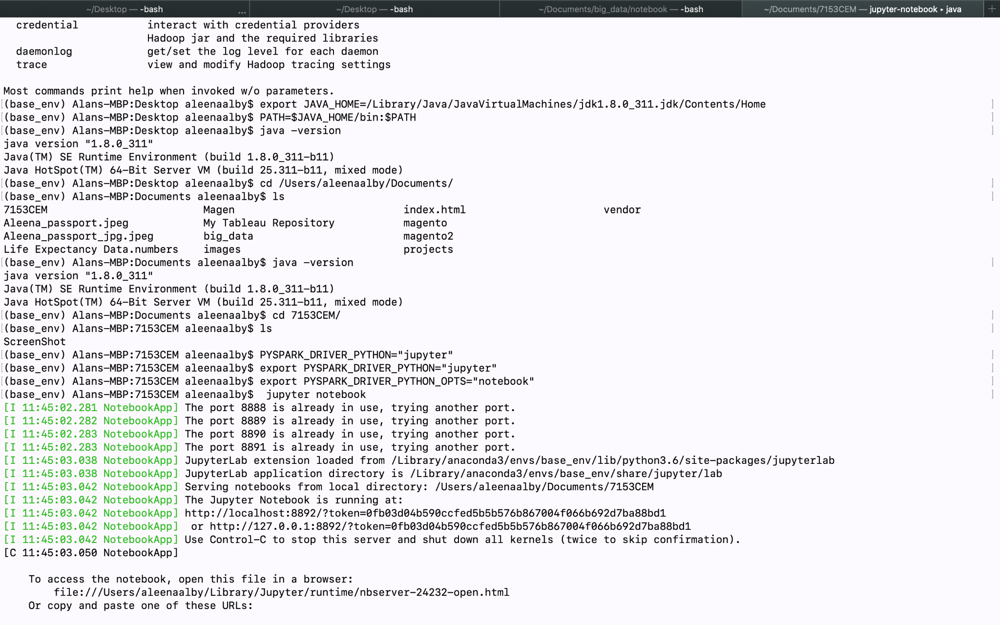 ~/Desktop — -bash ... ~/Desktop — -bash ~/Documents/big_data/notebook — -bash ~/Documents/7153CEM — jupyter-notebook ▸ java +
credential interact with credential providers
Hadoop jar and the required libraries
daemonlog get/set the log level for each daemon
trace view and modify Hadoop tracing settings
Most commands print help when invoked w/o parameters.
[(base_env) Alans-MBP:Desktop aleenaalby$ export JAVA_HOME=/Library/Java/JavaVirtualMachines/jdk1.8.0_311.jdk/Contents/Home ]
[(base_env) Alans-MBP:Desktop aleenaalby$ PATH=$JAVA_HOME/bin:$PATH ]
[(base_env) Alans-MBP:Desktop aleenaalby$ java -version ]
java version "1.8.0_311"
Java(TM) SE Runtime Environment (build 1.8.0_311-b11)
Java HotSpot(TM) 64-Bit Server VM (build 25.311-b11, mixed mode)
[(base_env) Alans-MBP:Desktop aleenaalby$ cd /Users/aleenaalby/Documents/ ]
[(base_env) Alans-MBP:Documents aleenaalby$ ls ]
7153CEM Magen index.html vendor
Aleena_passport.jpeg My Tableau Repository magento
Aleena_passport_jpg.jpeg big_data magento2
Life Expectancy Data.numbers images projects
[(base_env) Alans-MBP:Documents aleenaalby$ java -version ]
java version "1.8.0_311"
Java(TM) SE Runtime Environment (build 1.8.0_311-b11)
Java HotSpot(TM) 64-Bit Server VM (build 25.311-b11, mixed mode)
[(base_env) Alans-MBP:Documents aleenaalby$ cd 7153CEM/ ]
[(base_env) Alans-MBP:7153CEM aleenaalby$ ls ]
ScreenShot
[(base_env) Alans-MBP:7153CEM aleenaalby$ PYSPARK_DRIVER_PYTHON="jupyter" ]
[(base_env) Alans-MBP:7153CEM aleenaalby$ export PYSPARK_DRIVER_PYTHON="jupyter" ]
[(base_env) Alans-MBP:7153CEM aleenaalby$ export PYSPARK_DRIVER_PYTHON_OPTS="notebook" ]
[(base_env) Alans-MBP:7153CEM aleenaalby$  jupyter notebook ]
[I 11:45:02.281 NotebookApp] The port 8888 is already in use, trying another port.
[I 11:45:02.282 NotebookApp] The port 8889 is already in use, trying another port.
[I 11:45:02.283 NotebookApp] The port 8890 is already in use, trying another port.
[I 11:45:02.283 NotebookApp] The port 8891 is already in use, trying another port.
[I 11:45:03.038 NotebookApp] JupyterLab extension loaded from /Library/anaconda3/envs/base_env/lib/python3.6/site-packages/jupyterlab
[I 11:45:03.038 NotebookApp] JupyterLab application directory is /Library/anaconda3/envs/base_env/share/jupyter/lab
[I 11:45:03.042 NotebookApp] Serving notebooks from local directory: /Users/aleenaalby/Documents/7153CEM
[I 11:45:03.042 NotebookApp] The Jupyter Notebook is running at:
[I 11:45:03.042 NotebookApp] http://localhost:8892/?token=0fb03d04b590ccfed5b5b576b867004f066b692d7ba88bd1
[I 11:45:03.042 NotebookApp]  or http://127.0.0.1:8892/?token=0fb03d04b590ccfed5b5b576b867004f066b692d7ba88bd1
[I 11:45:03.042 NotebookApp] Use Control-C to stop this server and shut down all kernels (twice to skip confirmation).
[C 11:45:03.050 NotebookApp]
To access the notebook, open this file in a browser:
file:///Users/aleenaalby/Library/Jupyter/runtime/nbserver-24232-open.html
Or copy and paste one of these URLs: